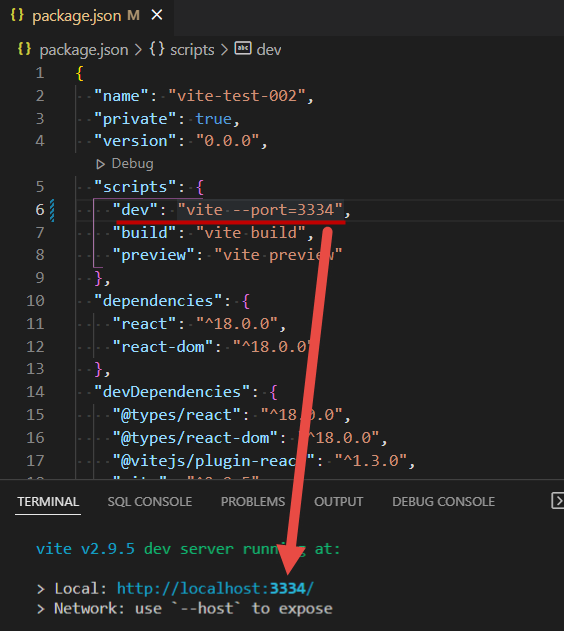 package.json M
package.json > {} scripts > dev
1 {
2 "name": "vite-test-002",
3 "private": true,
4 "version": "0.0.0",
Debug
5 "scripts": {
6 "dev": "vite --port=3334",
7 "build": "vite build",
8 "preview": "vite preview"
9 },
10 "dependencies": {
11 "react": "^18.0.0",
12 "react-dom": "^18.0.0"
13 },
14 "devDependencies": {
15 "@types/react": "^18.0.0",
16 "@types/react-dom": "^18.0.0",
17 "@vitejs/plugin-react": "^1.3.0",
TERMINAL SQL CONSOLE PROBLEMS OUTPUT DEBUG CONSOLE
vite v2.9.5 dev server running at:
> Local: http://localhost:3334/
> Network: use `--host` to expose